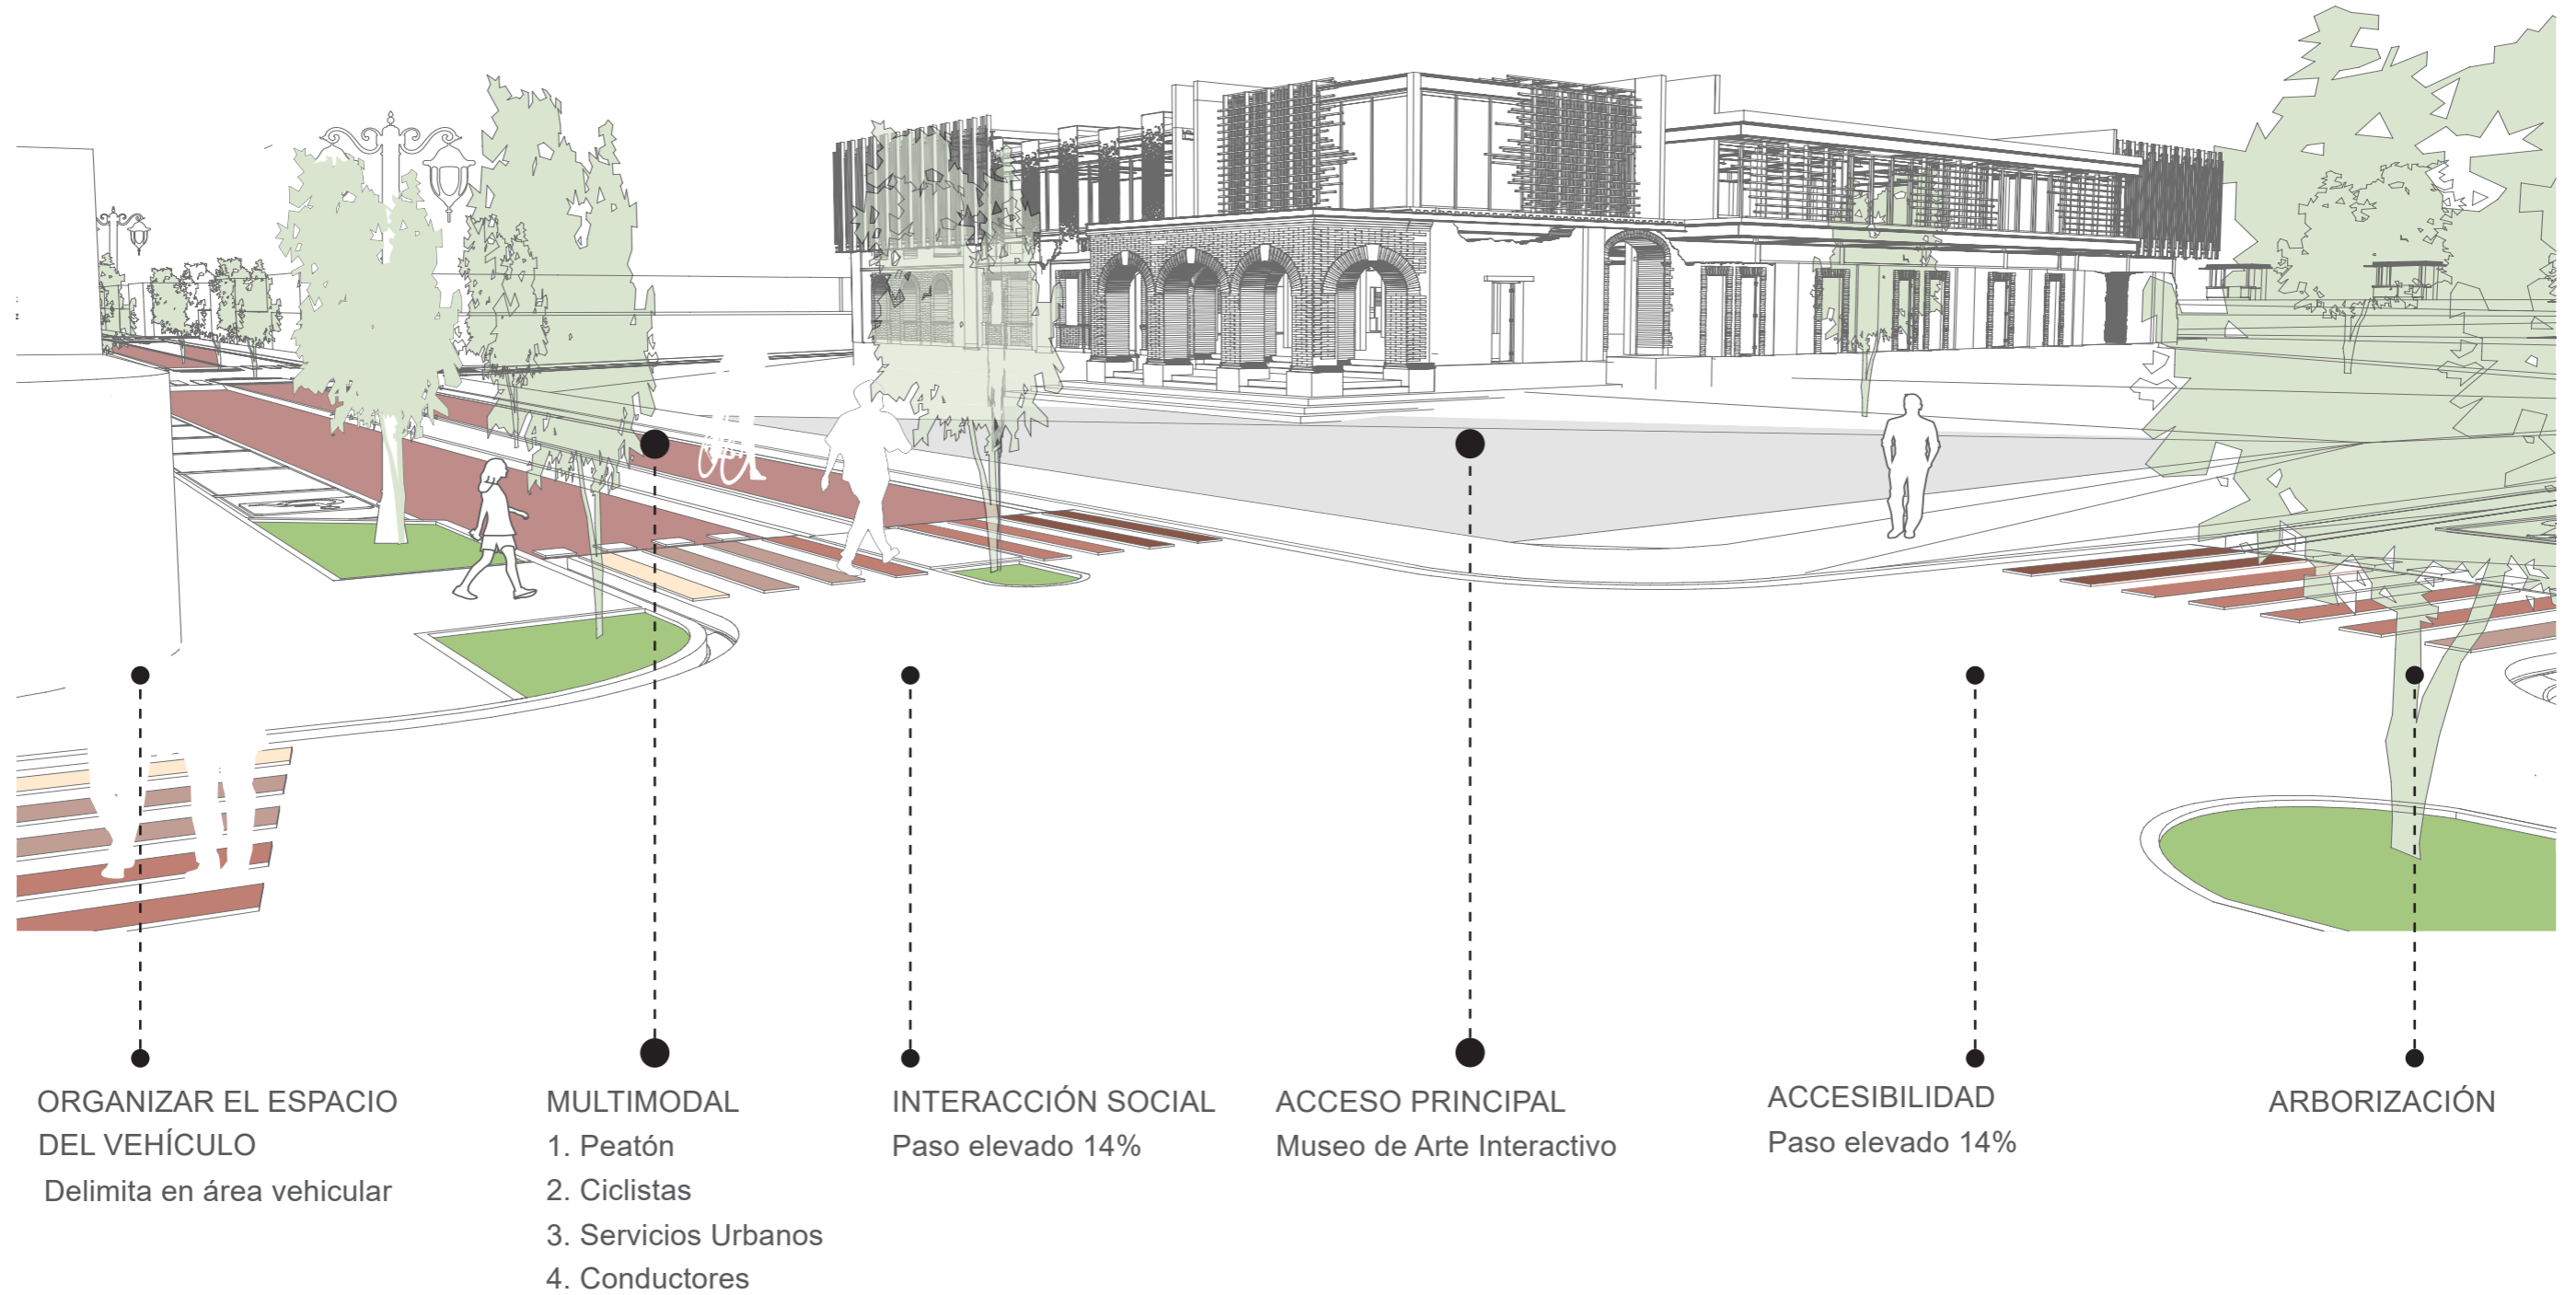 ORGANIZAR EL ESPACIO
DEL VEHÍCULO
Delimita en área vehicular
MULTIMODAL
1. Peatón
2. Ciclistas
3. Servicios Urbanos
4. Conductores
INTERACCIÓN SOCIAL
Paso elevado 14%
ACCESO PRINCIPAL
Museo de Arte Interactivo
ACCESIBILIDAD
Paso elevado 14%
ARBORIZACIÓN